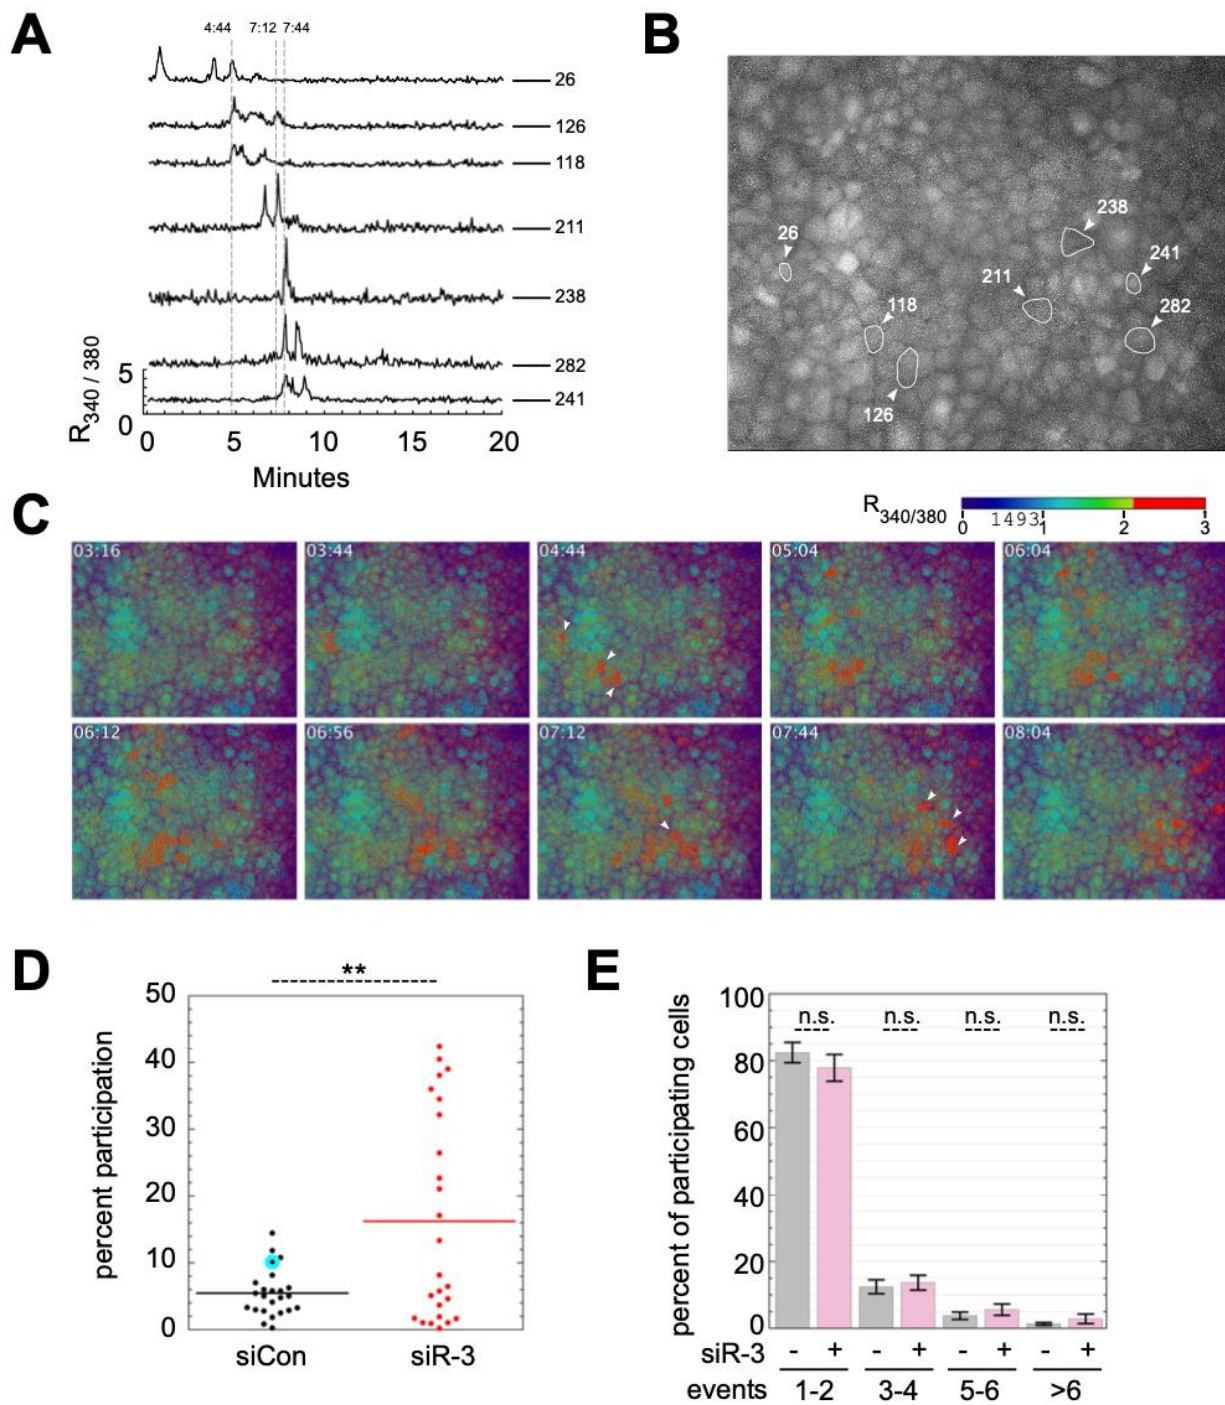 A
4:44 7:12 7:44
26
126
118
211
238
282
241
R340 / 380
5
0
0 5 10 15 20
Minutes
B
26
238
241
211
282
118
126
C
R340/380
0 1493 1 2 3
03:16 03:44 04:44 05:04 06:04
06:12 06:56 07:12 07:44 08:04
D
**
percent participation
50
40
30
20
10
0
siCon siR-3
E
percent of participating cells
100
80
60
40
20
0
n.s. n.s. n.s. n.s.
siR-3 - + - + - + - +
events 1-2 3-4 5-6 >6